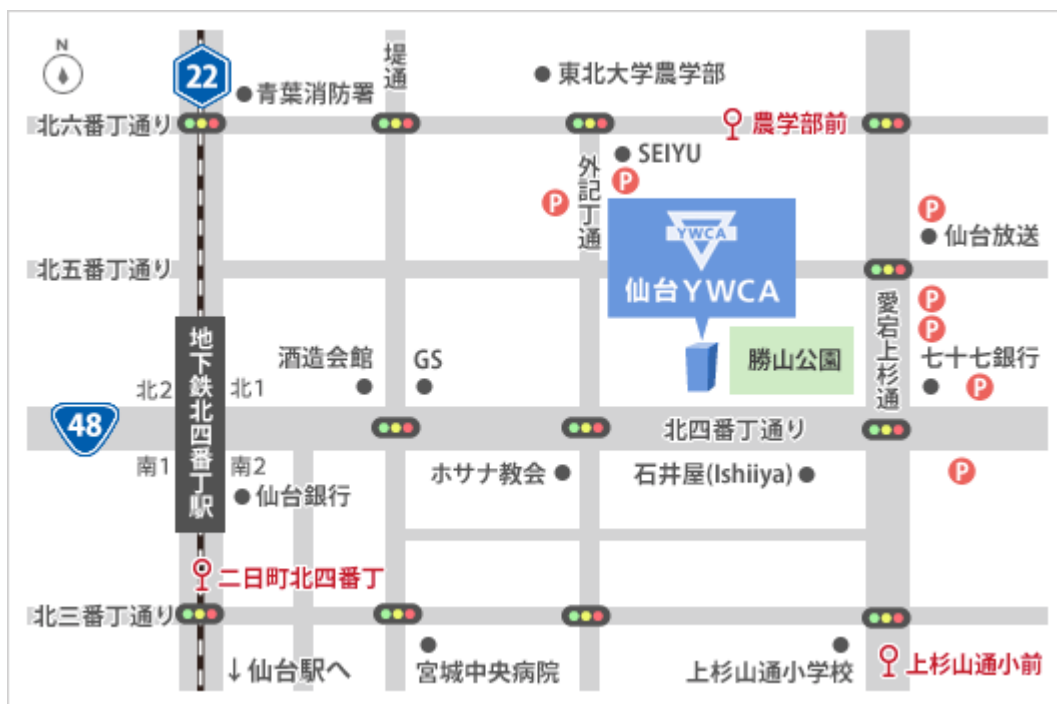 N
22
堤通
東北大学農学部
青葉消防署
北六番丁通り
農学部前
SEIYU
P
P
外記丁通
P
仙台放送
YWCA
仙台YWCA
北五番丁通り
P
P
愛宕上杉通
地下鉄北四番丁駅
酒造会館
GS
勝山公園
七十七銀行
P
北2
北1
48
北四番丁通り
南1
南2
ホサナ教会
石井屋(Ishiiya)
P
仙台銀行
二日町北四番丁
北三番丁通り
↓仙台駅へ
宮城中央病院
上杉山通小学校
上杉山通小前